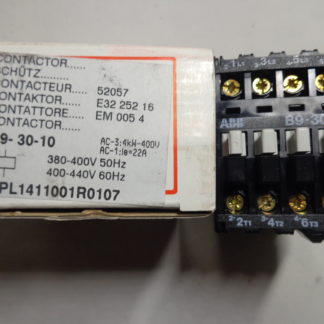 CONTACTOR......
SCHÜTZ......
CONTACTEUR...... 52057
KONTAKTOR...... E32 252 16
CONTATTORE...... EM 005 4
CONTACTOR......
9-30-10
AC-3:4kW-400V
AC-1:Ie=22A
380-400V 50Hz
400-440V 60Hz
PL1411001R0107
1L1 3L2 5L3
ABB B9-30
2T1 4T2 6T3